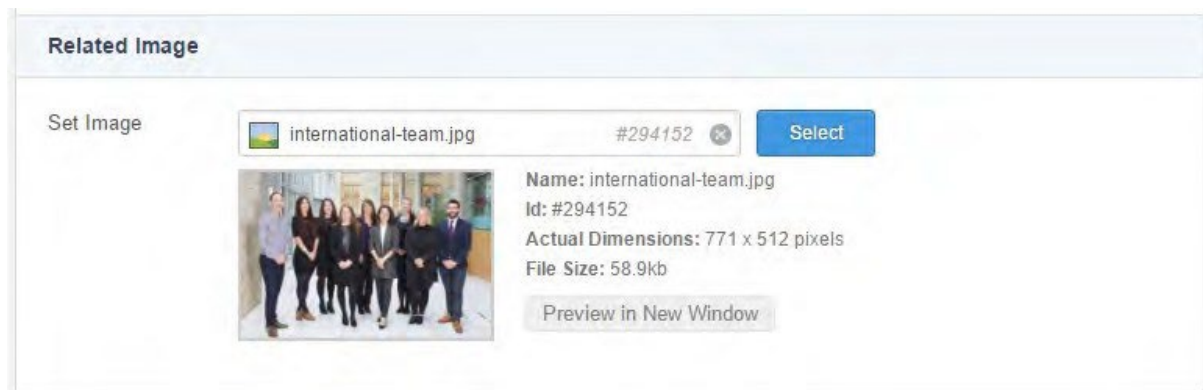 Related Image
Set Image
international-team.jpg #294152
Select
Name: international-team.jpg
Id: #294152
Actual Dimensions: 771 x 512 pixels
File Size: 58.9kb
Preview in New Window